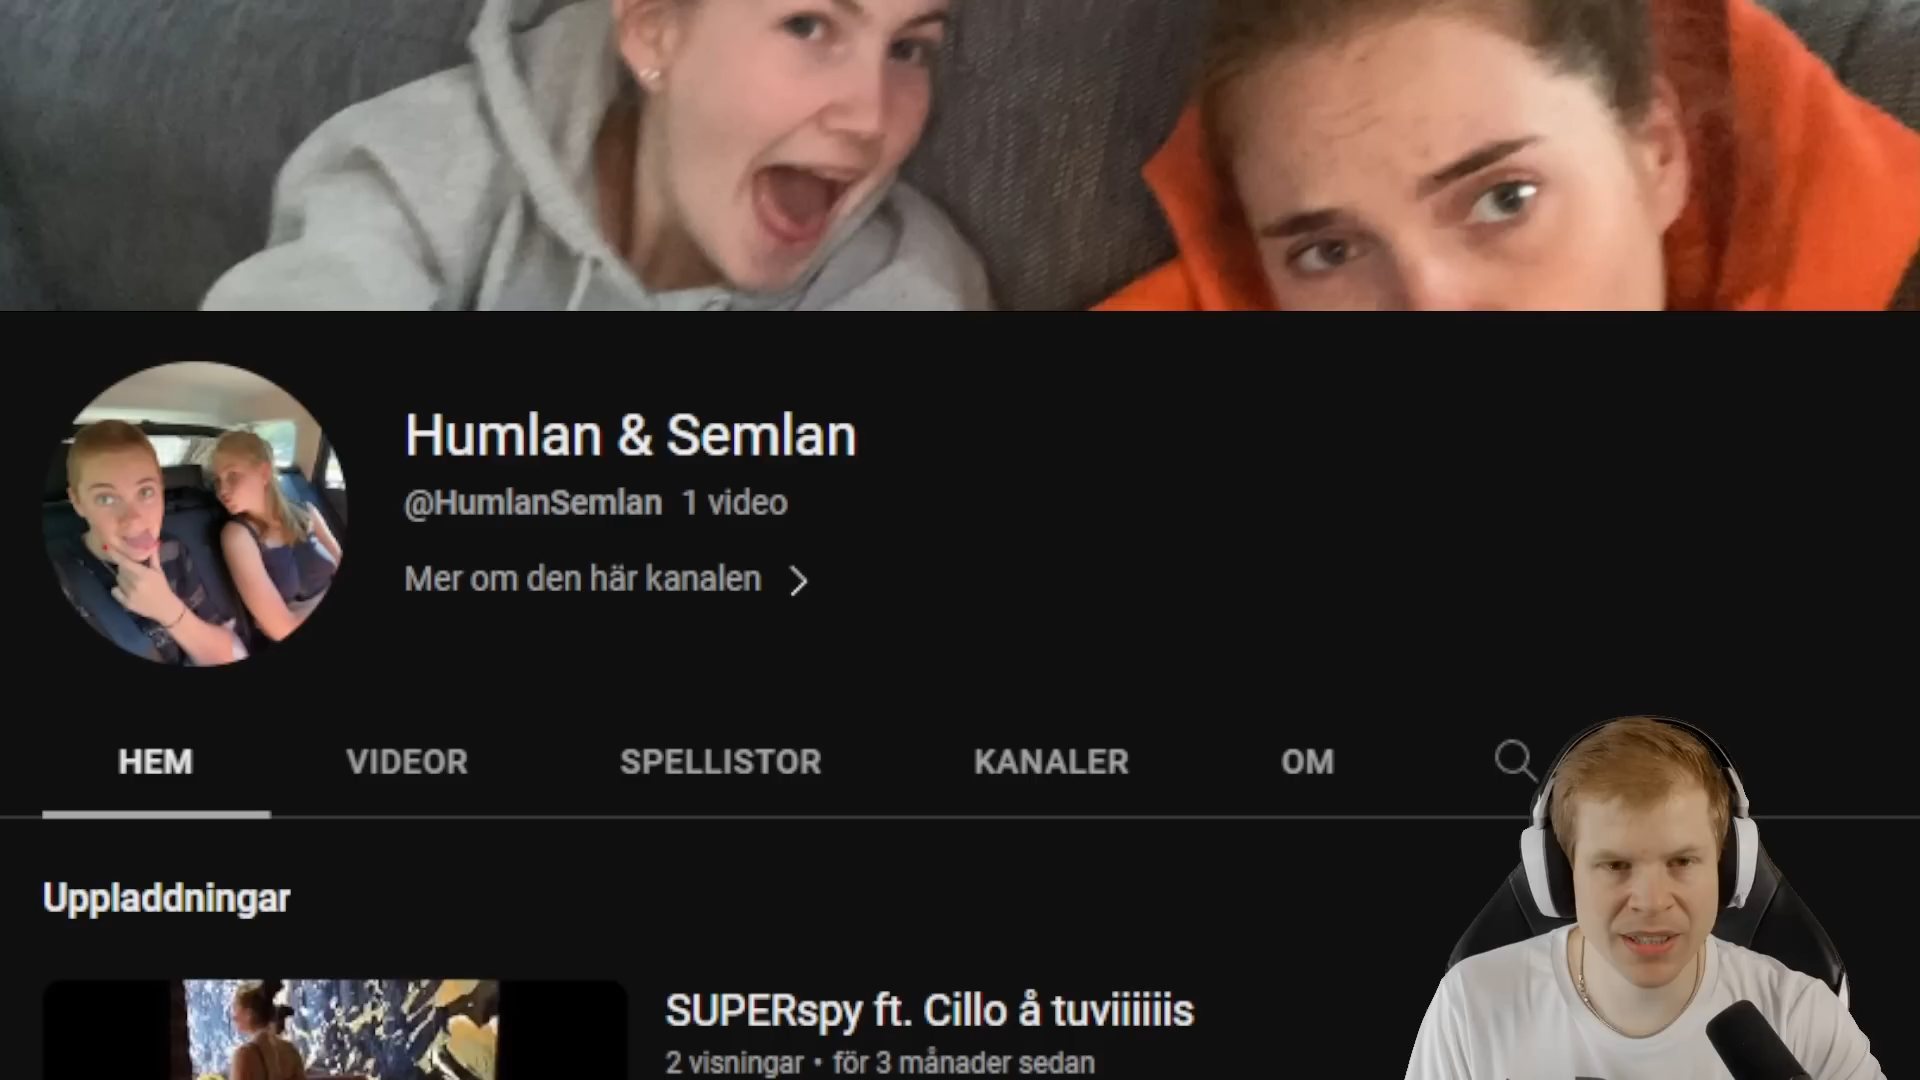 Humlan & Semlan
@HumlanSemlan 1 video
Mer om den här kanalen
HEM VIDEOR SPELLISTOR KANALER OM
Uppladdningar
SUPERspy ft. Cillo å tuviiiiiis
2 visningar • för 3 månader sedan